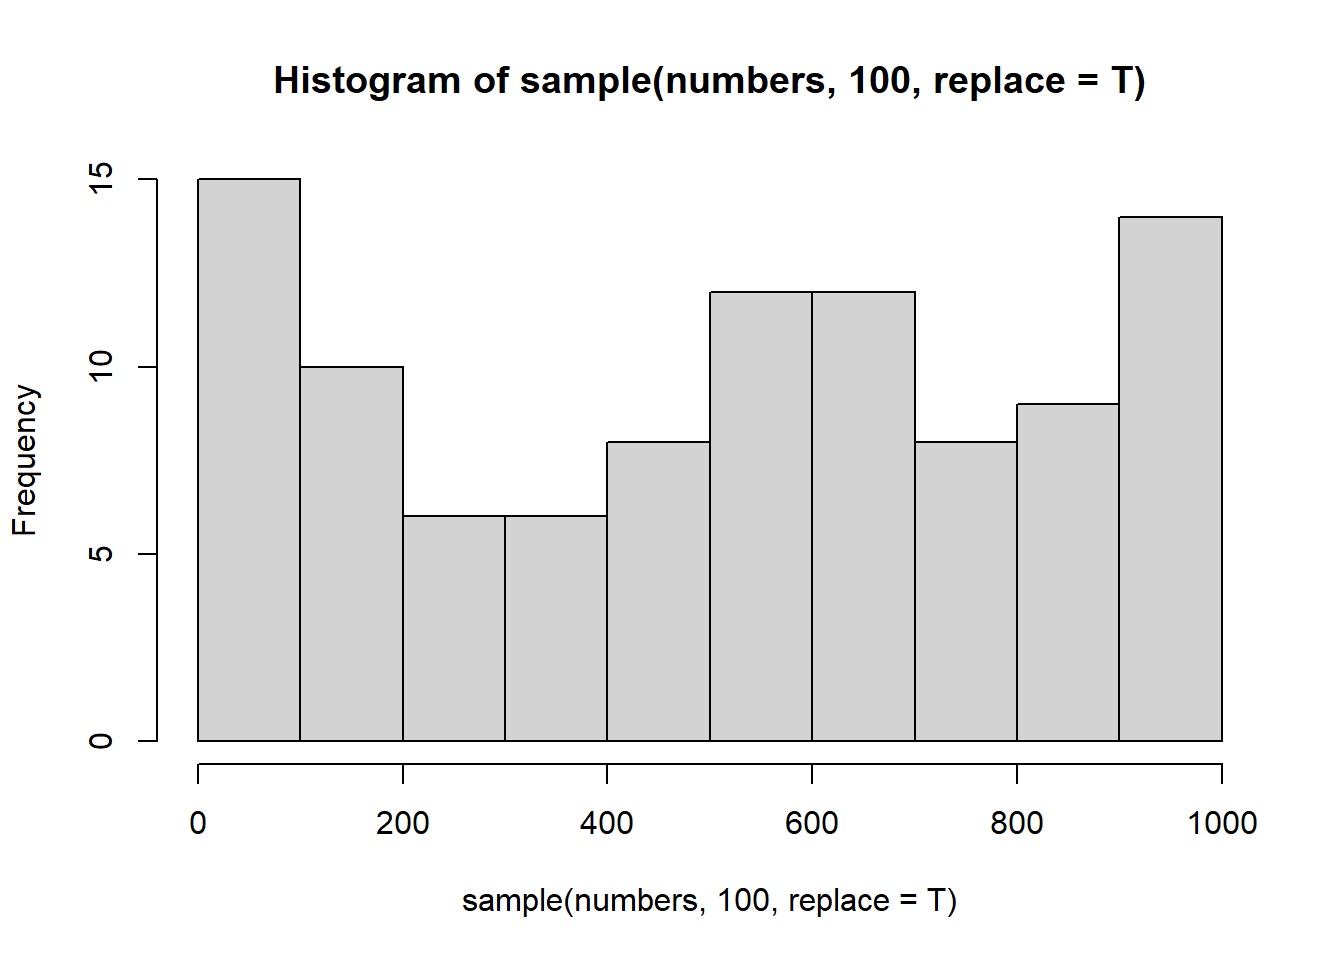 Histogram of sample(numbers, 100, replace = T)
Frequency
15
10
5
0
0 200 400 600 800 1000
sample(numbers, 100, replace = T)